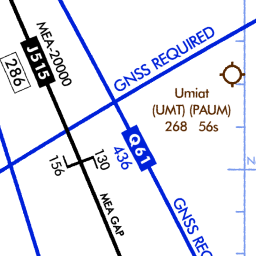 MEA-20000
J515
286
GNSS REQUIRED
Umiat
(UMT) (PAUM)
268 56s
Q61
436
156
130
MEA GAP
GNSS REQ
N